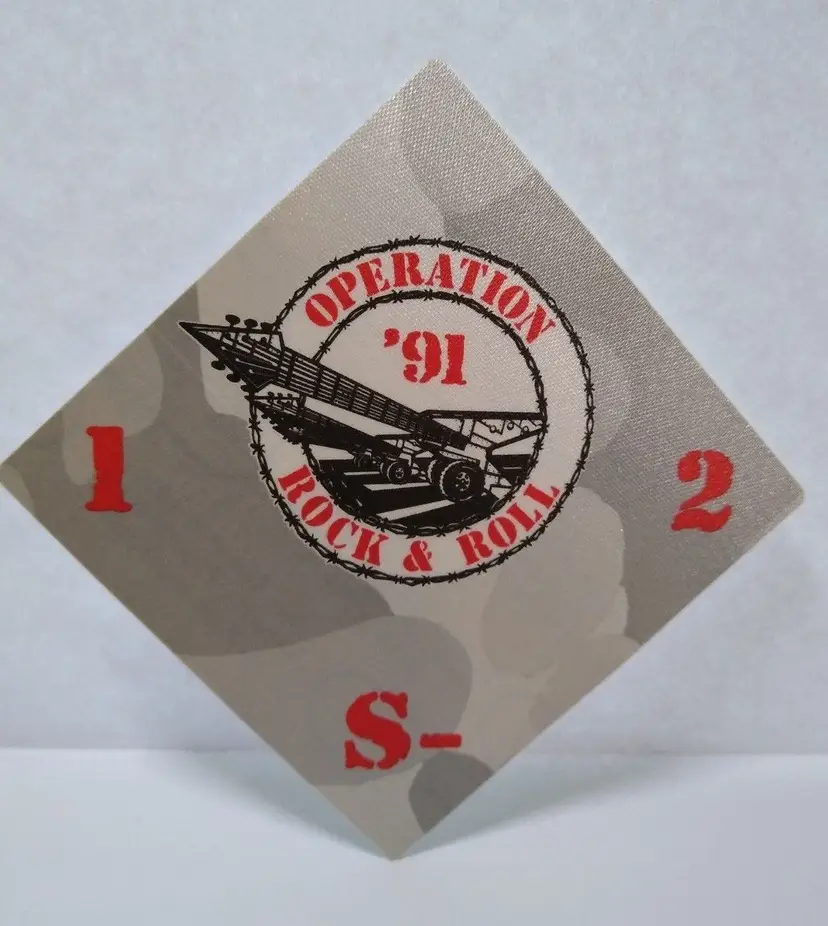 OPERATION
'91
ROCK & ROLL
1
2
S-